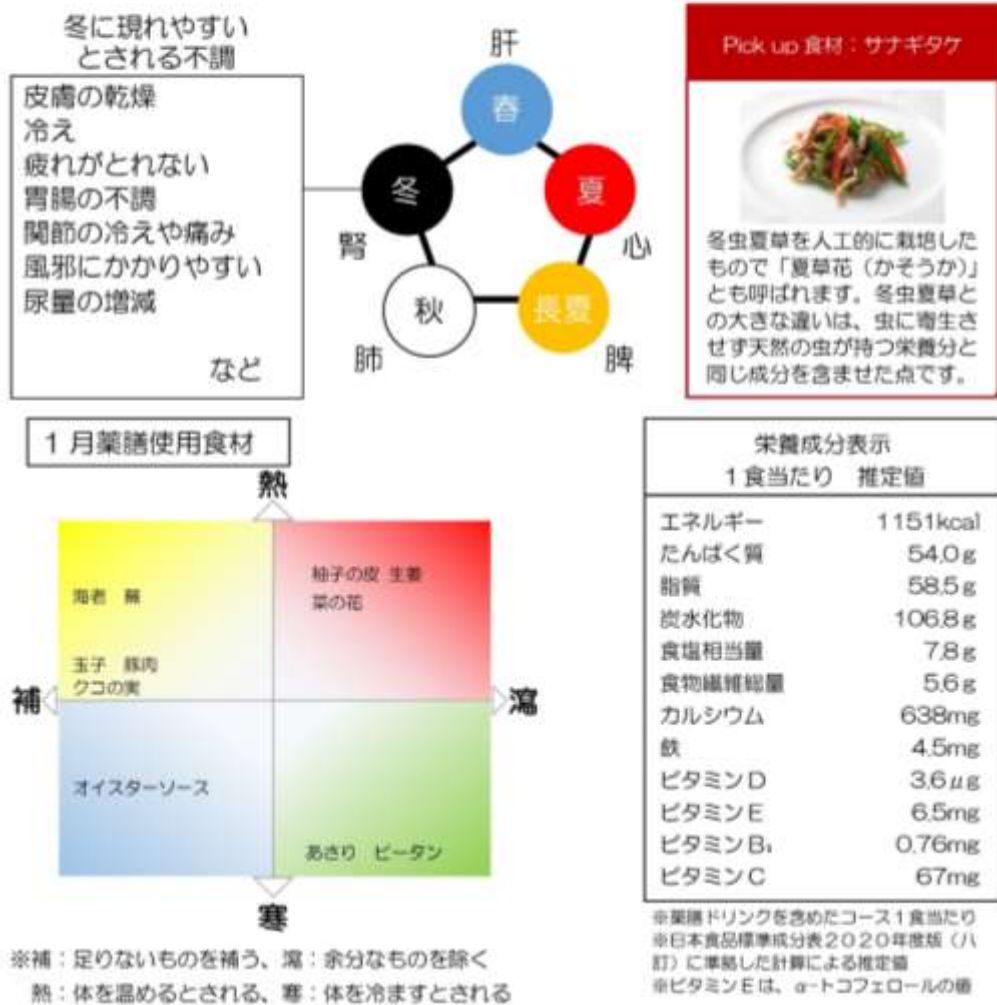 冬に現れやすい
とされる不調
皮膚の乾燥
冷え
疲れがとれない
胃腸の不調
関節の冷えや痛み
風邪にかかりやすい
尿量の増減
など
肝
春
冬
夏
腎
心
秋
長夏
肺
脾
Pick up 食材：サナギタケ
冬虫夏草を人工的に栽培した
もので「夏草花（かそうか）」
とも呼ばれます。冬虫夏草と
の大きな違いは、虫に寄生さ
せず天然の虫が持つ栄養分と
同じ成分を含ませた点です。
1月薬膳使用食材
熱
柚子の皮 生姜
菜の花
海老 蕪
玉子 豚肉
クコの実
補
瀉
オイスターソース
あさり ピータン
寒
※補：足りないものを補う、瀉：余分なものを除く
熱：体を温めるとされる、寒：体を冷ますとされる
栄養成分表示
1食当たり 推定値
エネルギー 1151kcal
たんぱく質 54.0g
脂質 58.5g
炭水化物 106.8g
食塩相当量 7.8g
食物繊維総量 5.6g
カルシウム 638mg
鉄 4.5mg
ビタミンD 3.6μg
ビタミンE 6.5mg
ビタミンB₁ 0.76mg
ビタミンC 67mg
※薬膳ドリンクを含めたコース1食当たり
※日本食品標準成分表2020年度版（八
訂）に準拠した計算による推定値
※ビタミンEは、α-トコフェロールの値